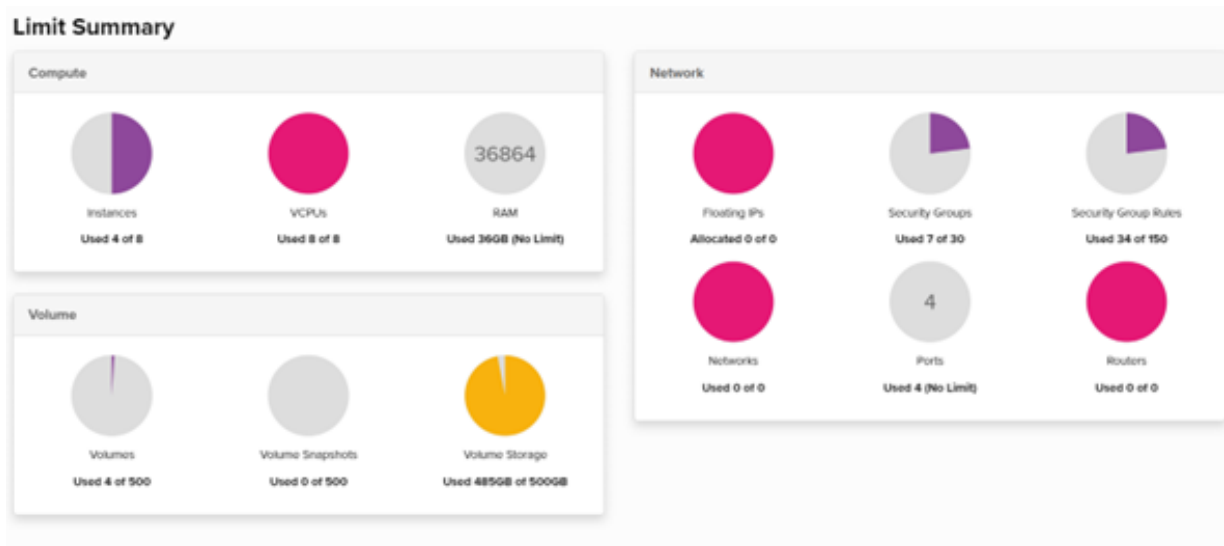 Limit Summary
Compute
36864
Instances
VCPUs
RAM
Used 4 of 8
Used 8 of 8
Used 36GB (No Limit)
Volume
Volumes
Volume Snapshots
Volume Storage
Used 4 of 500
Used 0 of 500
Used 485GB of 500GB
Network
Floating IPs
Security Groups
Security Group Rules
Allocated 0 of 0
Used 7 of 30
Used 34 of 150
4
Networks
Ports
Routers
Used 0 of 0
Used 4 (No Limit)
Used 0 of 0